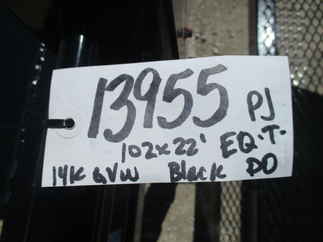 13955 PJ
102x22' EQ.T.
14K GVW Black DO